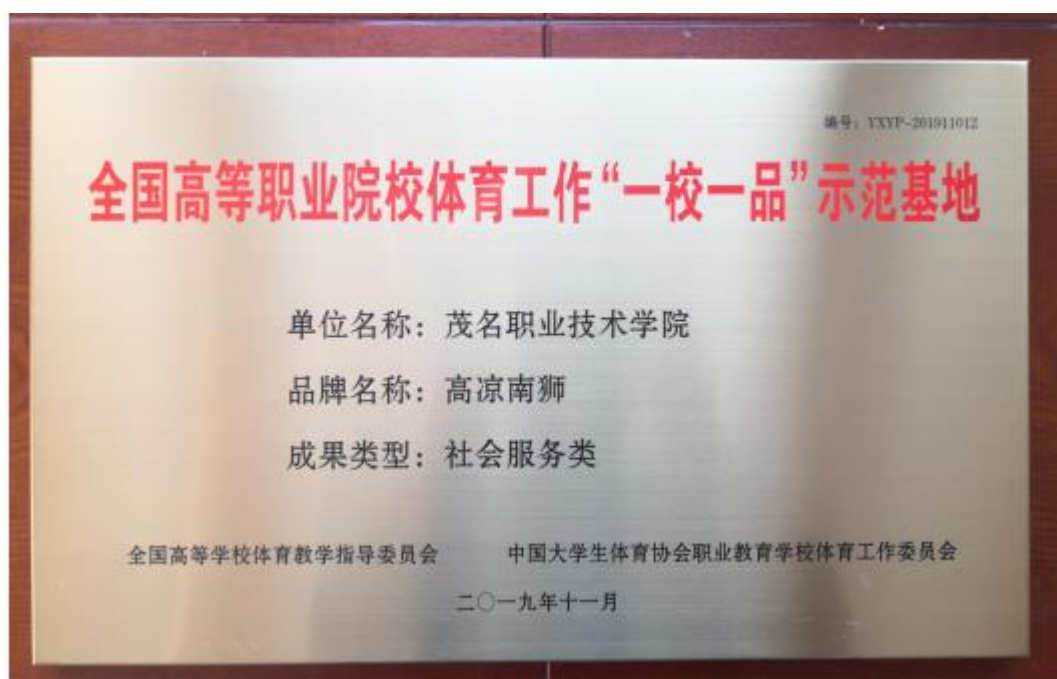 编号：YXYP-201911012
全国高等职业院校体育工作“一校一品”示范基地
单位名称：茂名职业技术学院
品牌名称：高凉南狮
成果类型：社会服务类
全国高等学校体育教学指导委员会 中国大学生体育协会职业教育学校体育工作委员会
二〇一九年十一月